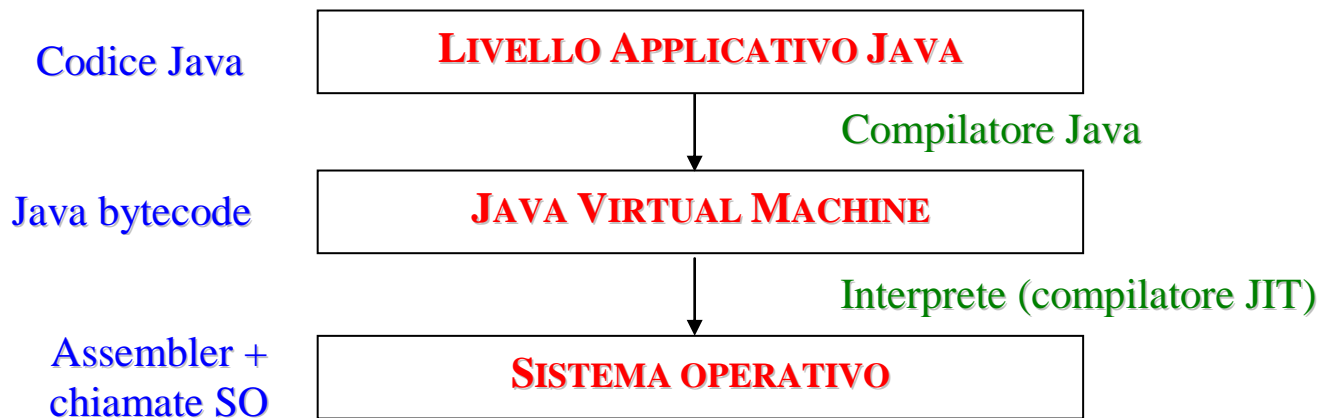 Codice Java
LIVELLO APPLICATIVO JAVA
Compilatore Java
Java bytecode
JAVA VIRTUAL MACHINE
Interprete (compilatore JIT)
Assembler +
chiamate SO
SISTEMA OPERATIVO